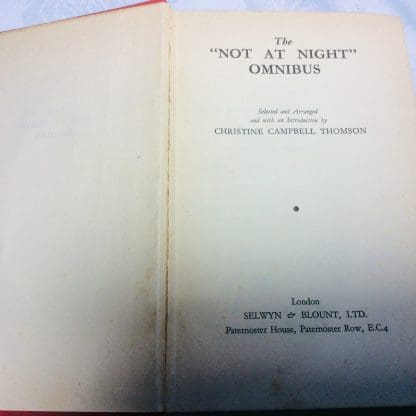 The
"NOT AT NIGHT"
OMNIBUS
Selected and Arranged
and with an Introduction by
CHRISTINE CAMPBELL THOMSON
London
SELWYN & BLOUNT, LTD.
Paternoster House, Paternoster Row, E.C.4